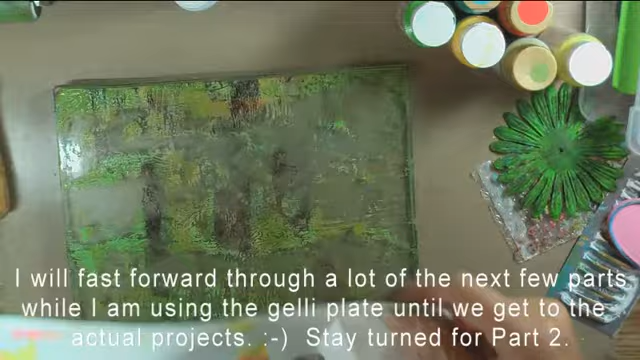 I will fast forward through a lot of the next few parts
while I am using the gelli plate until we get to the
actual projects. :-) Stay turned for Part 2.